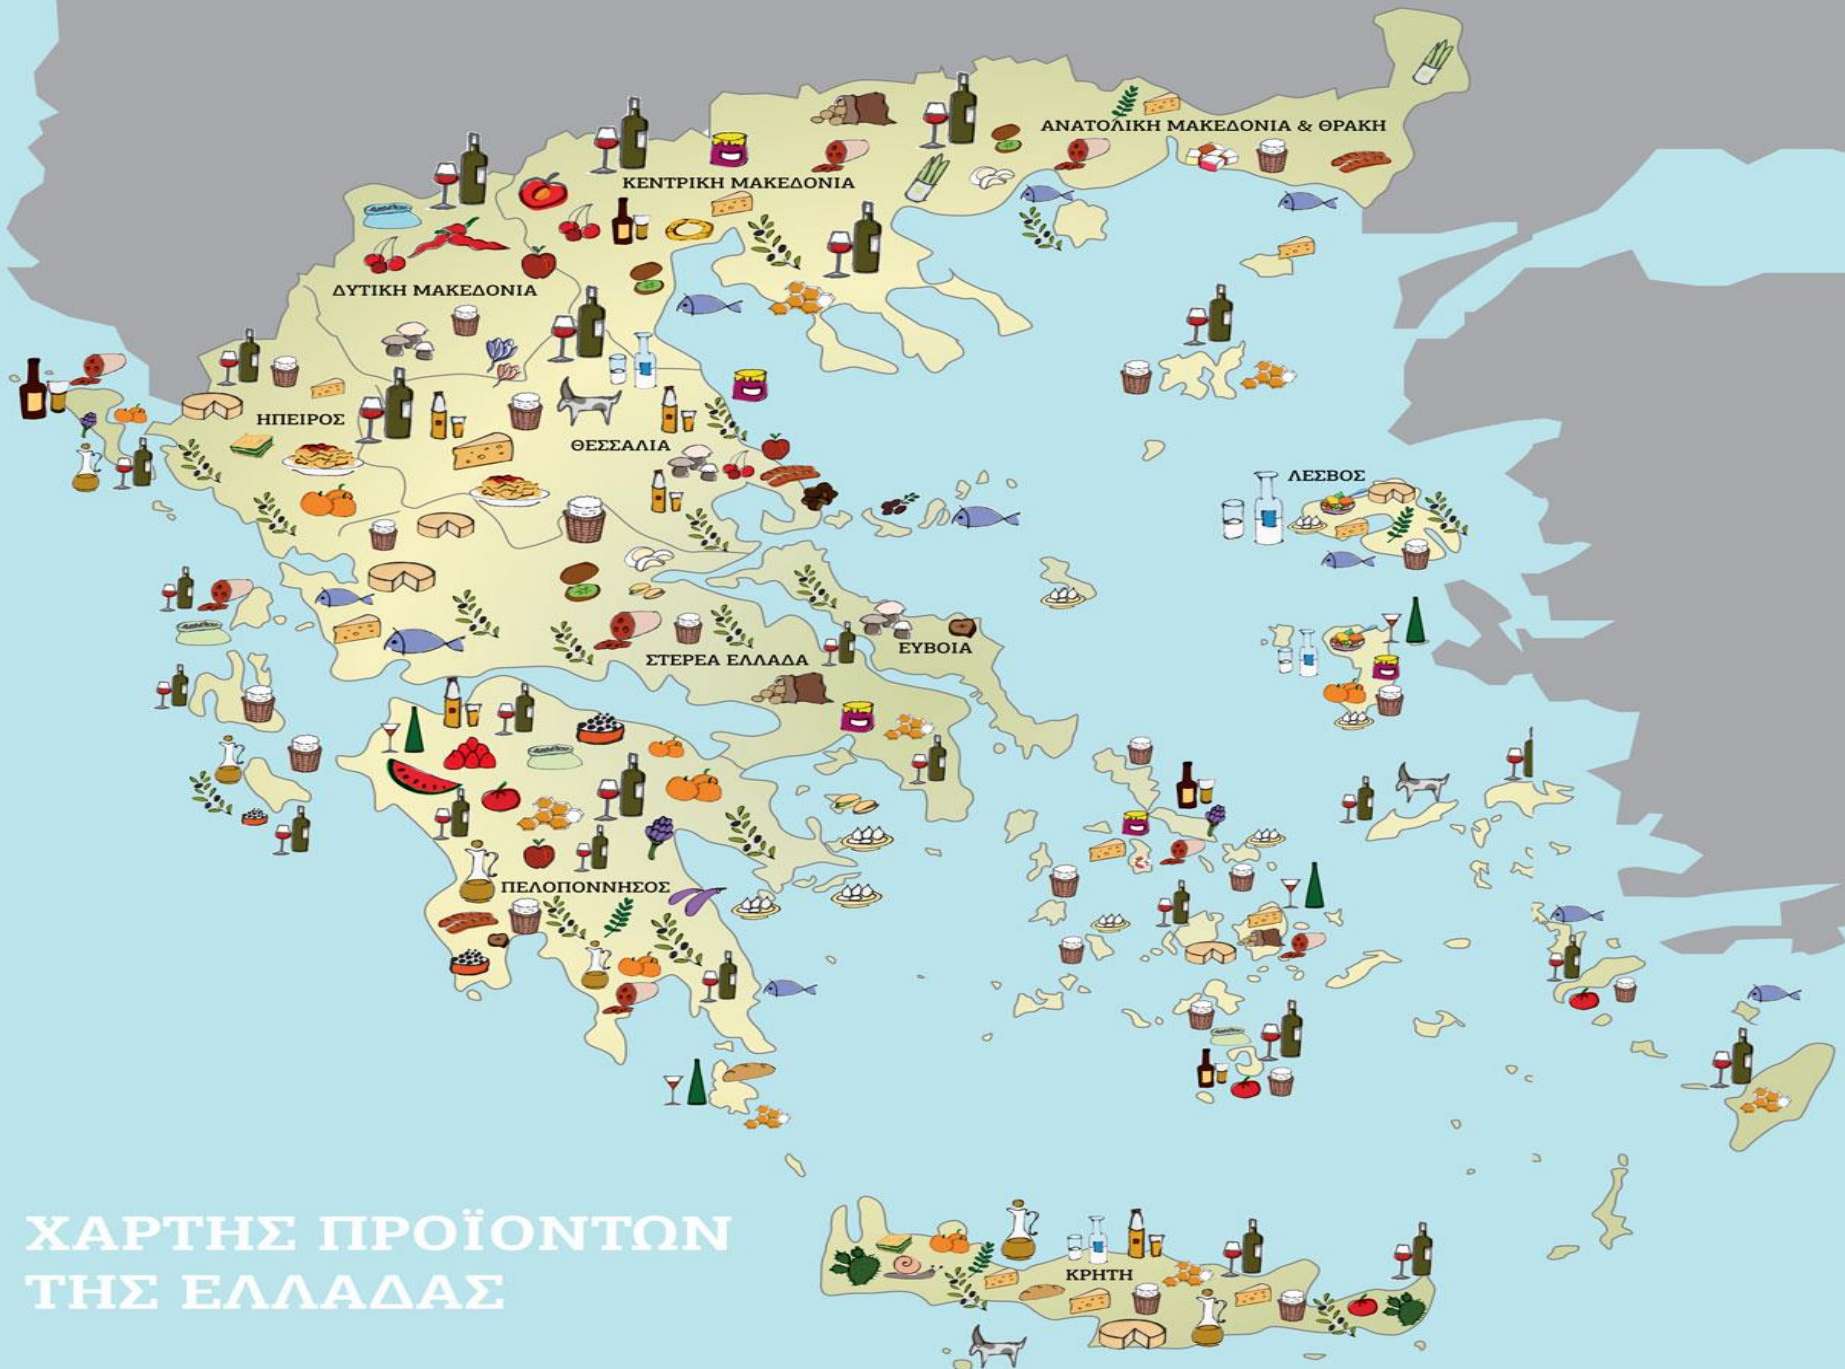 ΑΝΑΤΟΛΙΚΗ ΜΑΚΕΔΟΝΙΑ & ΘΡΑΚΗ
ΚΕΝΤΡΙΚΗ ΜΑΚΕΔΟΝΙΑ
ΔΥΤΙΚΗ ΜΑΚΕΔΟΝΙΑ
ΗΠΕΙΡΟΣ
ΘΕΣΣΑΛΙΑ
ΛΕΣΒΟΣ
ΕΥΒΟΙΑ
ΣΤΕΡΕΑ ΕΛΛΑΔΑ
ΠΕΛΟΠΟΝΝΗΣΟΣ
ΚΡΗΤΗ
ΧΑΡΤΗΣ ΠΡΟΪΟΝΤΩΝ
ΤΗΣ ΕΛΛΑΔΑΣ